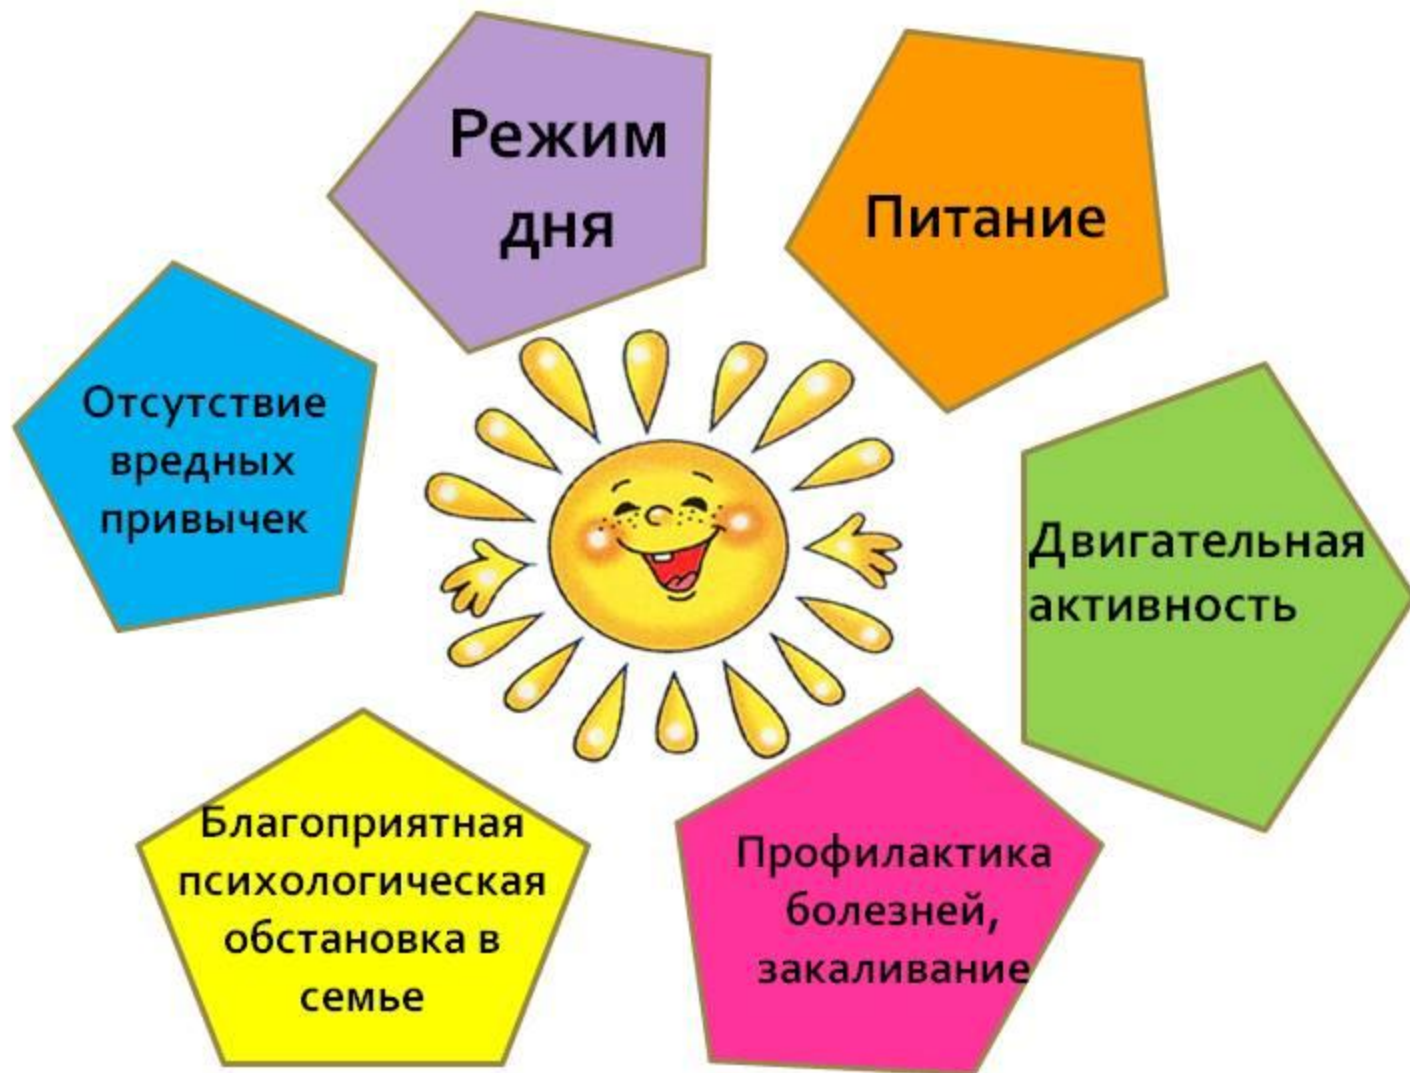 Режим
дня
Питание
Отсутствие
вредных
привычек
Двигательная
активность
Благоприятная
психологическая
обстановка в
семье
Профилактика
болезней,
закаливание